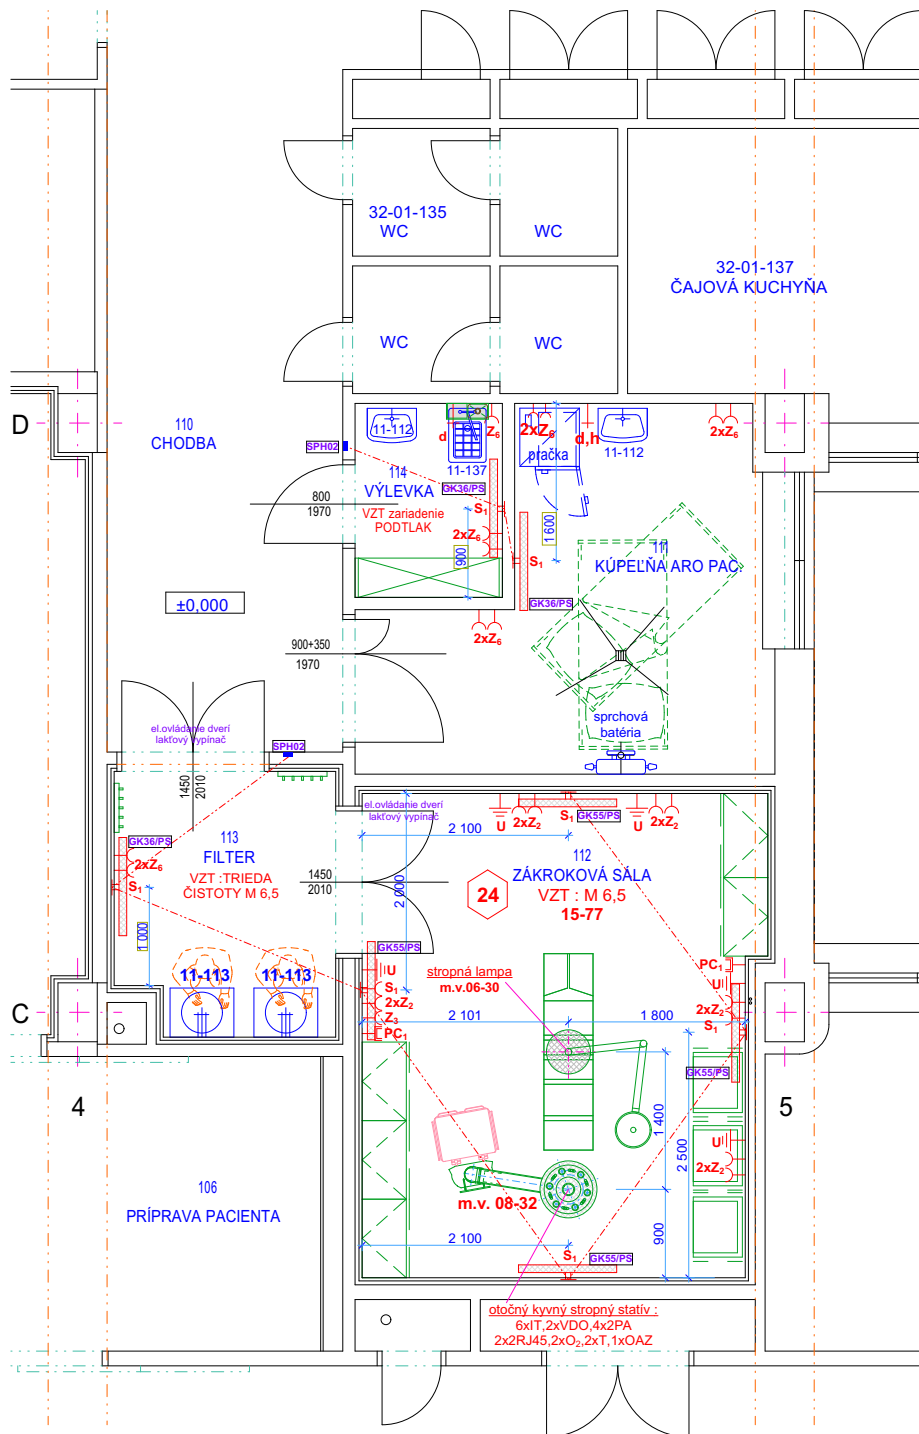 32-01-135
WC
WC
32-01-137
ČAJOVÁ KUCHYŇA
WC
WC
D
110
CHODBA
SPH02
11-112
d
Z6
11-137
114
VÝLEVKA
GK36/PS
VZT zariadenie
PODTLAK
S1
2xZ6
900
800
1970
2xZ6
pračka
d,h
11-112
2xZ6
1 600
S1
GK36/PS
111
KÚPEĽŇA ARO PAC.
±0,000
2xZ6
900+350
1970
sprchová
batéria
el.ovládanie dverí
lakťový vypínač
SPH02
1450
2010
GK36/PS
2xZ6
S1
113
FILTER
VZT :TRIEDA
ČISTOTY M 6,5
1 000
11-113
11-113
1450
2010
el.ovládanie dverí
lakťový vypínač
2 100
2 000
U
2xZ2
S1
GK55/PS
U
2xZ2
112
ZÁKROKOVÁ SÁLA
VZT : M 6,5
15-77
24
GK55/PS
U
S1
2xZ2
Z3
PC1
stropná lampa
m.v.06-30
PC1
U
2xZ2
S1
GK55/PS
2 101
1 800
C
4
5
1 400
2 500
900
U
2xZ2
m.v. 08-32
106
PRÍPRAVA PACIENTA
2 100
S1
GK55/PS
otočný kyvný stropný statív :
6xIT,2xVDO,4x2PA
2x2RJ45,2xO2,2xT,1xOAZ